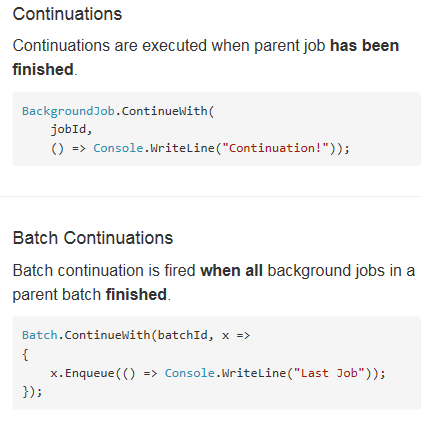 Continuations
Continuations are executed when parent job has been
finished.
BackgroundJob.ContinueWith(
    jobId,
    () => Console.WriteLine("Continuation!"));
Batch Continuations
Batch continuation is fired when all background jobs in a
parent batch finished.
Batch.ContinueWith(batchId, x =>
{
    x.Enqueue(() => Console.WriteLine("Last Job"));
});